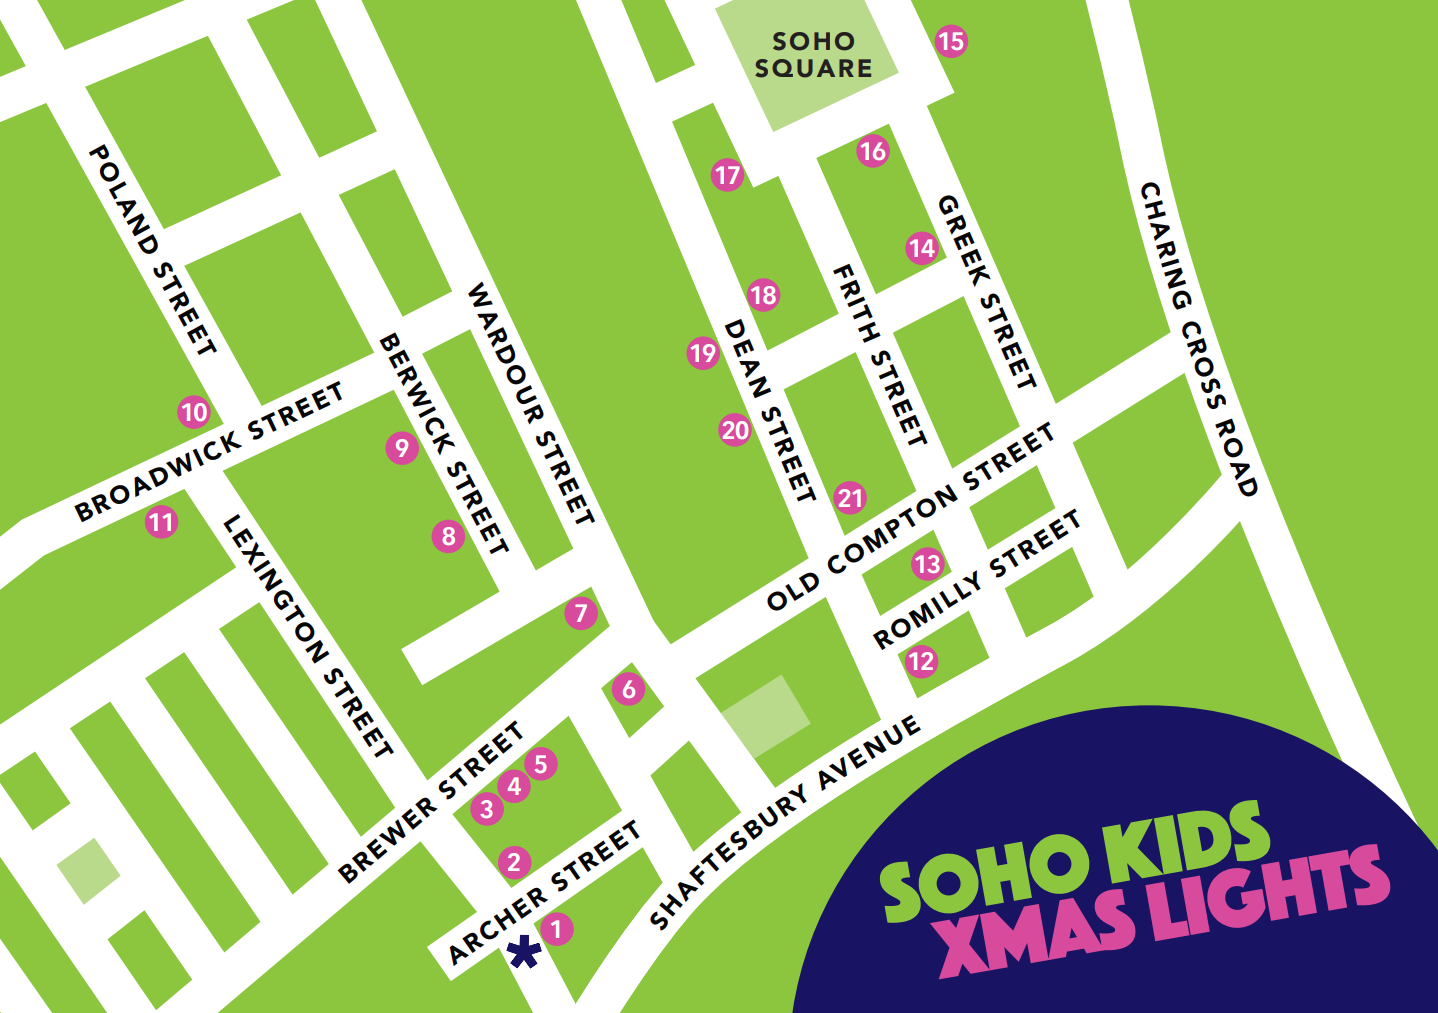 SOHO
SQUARE
15
16
17
14
18
19
20
21
13
12
10
9
11
8
7
6
5
4
3
2
1
*
POLAND STREET
BERWICK STREET
WARDOUR STREET
DEAN STREET
FRITH STREET
GREEK STREET
CHARING CROSS ROAD
BROADWICK STREET
LEXINGTON STREET
OLD COMPTON STREET
ROMILLY STREET
BREWER STREET
ARCHER STREET
SHAFTESBURY AVENUE
SOHO KIDS
XMAS LIGHTS